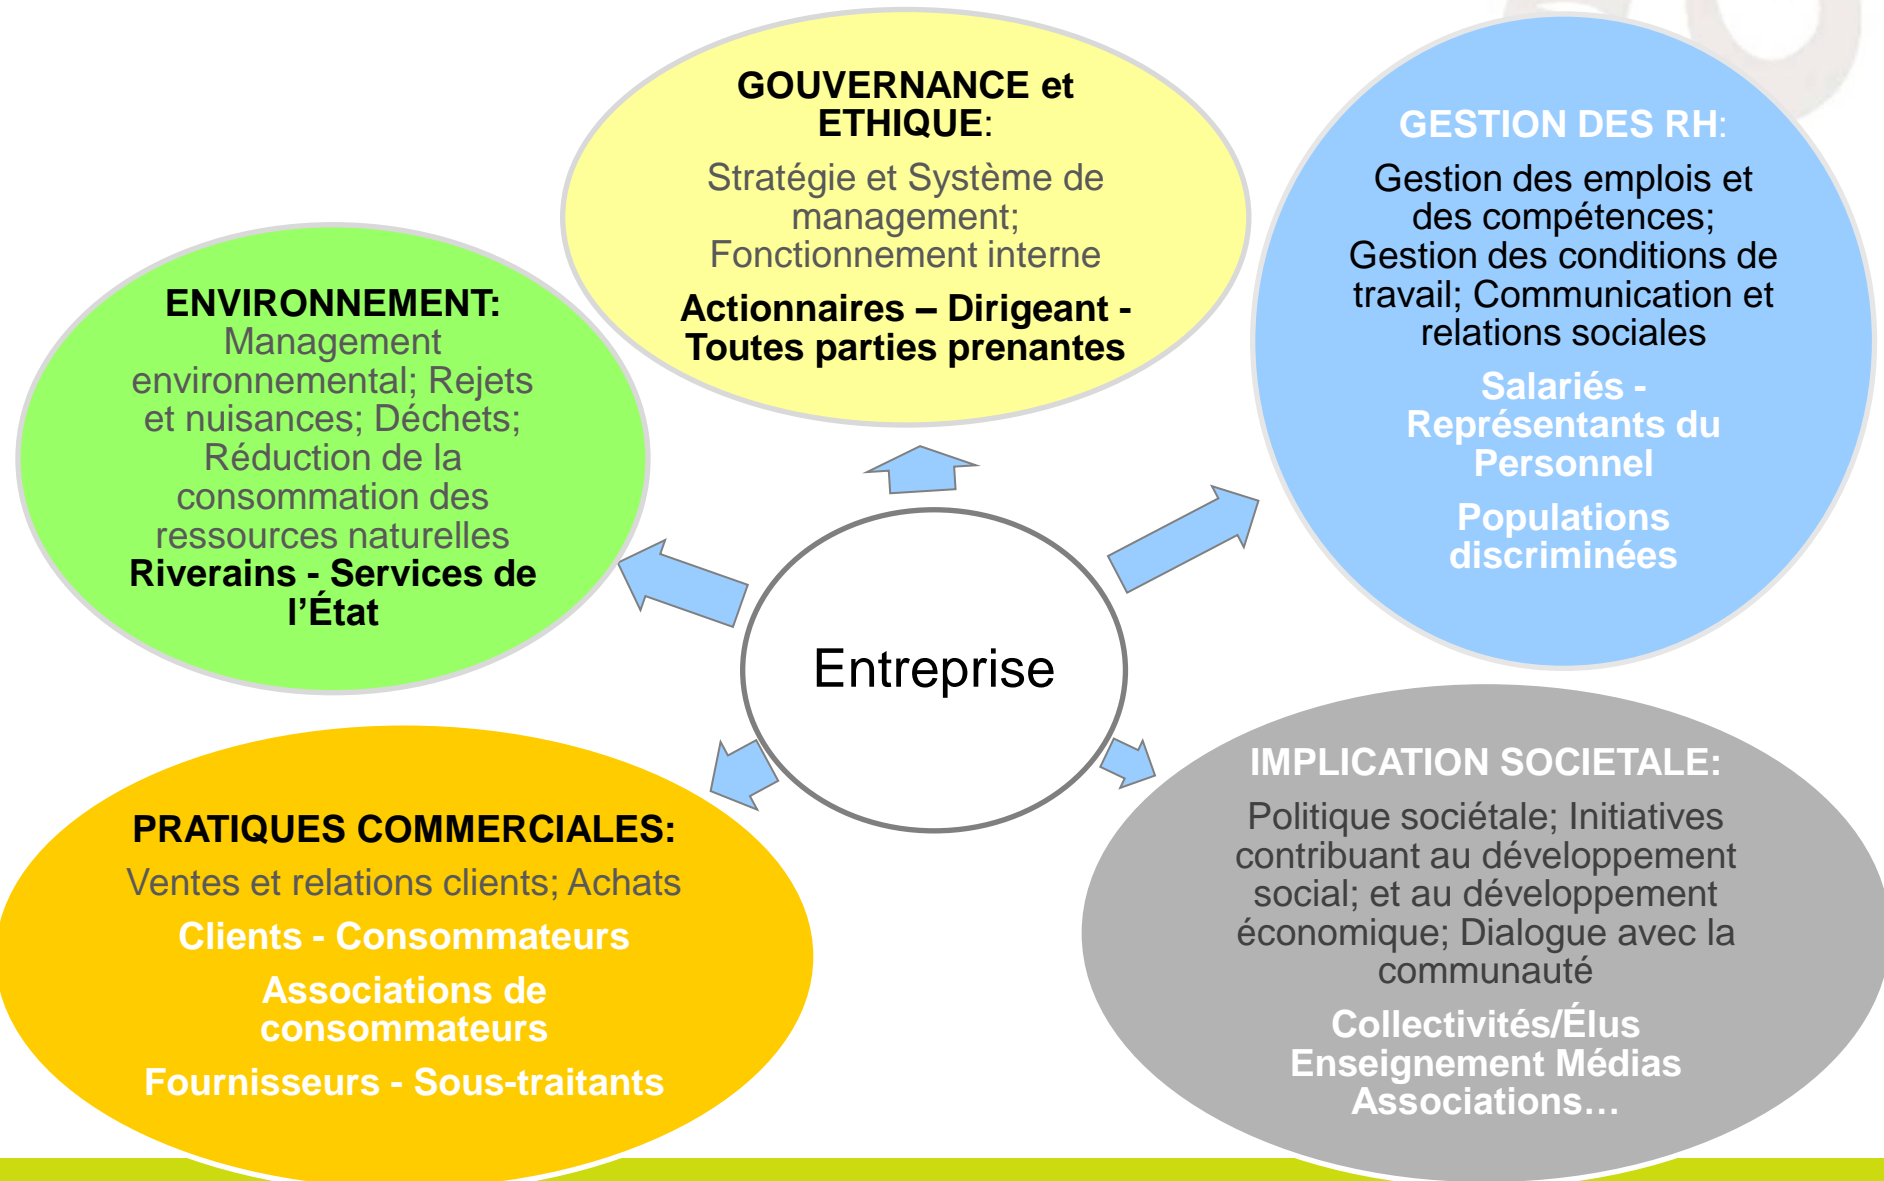 GOUVERNANCE et
ETHIQUE:
Stratégie et Système de
management;
Fonctionnement interne
Actionnaires – Dirigeant -
Toutes parties prenantes
GESTION DES RH:
Gestion des emplois et
des compétences;
Gestion des conditions de
travail; Communication et
relations sociales
Salariés -
Représentants du
Personnel
Populations
discriminées
ENVIRONNEMENT:
Management
environnemental; Rejets
et nuisances; Déchets;
Réduction de la
consommation des
ressources naturelles
Riverains - Services de
l’État
Entreprise
PRATIQUES COMMERCIALES:
Ventes et relations clients; Achats
Clients - Consommateurs
Associations de
consommateurs
Fournisseurs - Sous-traitants
IMPLICATION SOCIETALE:
Politique sociétale; Initiatives
contribuant au développement
social; et au développement
économique; Dialogue avec la
communauté
Collectivités/Élus
Enseignement Médias
Associations…